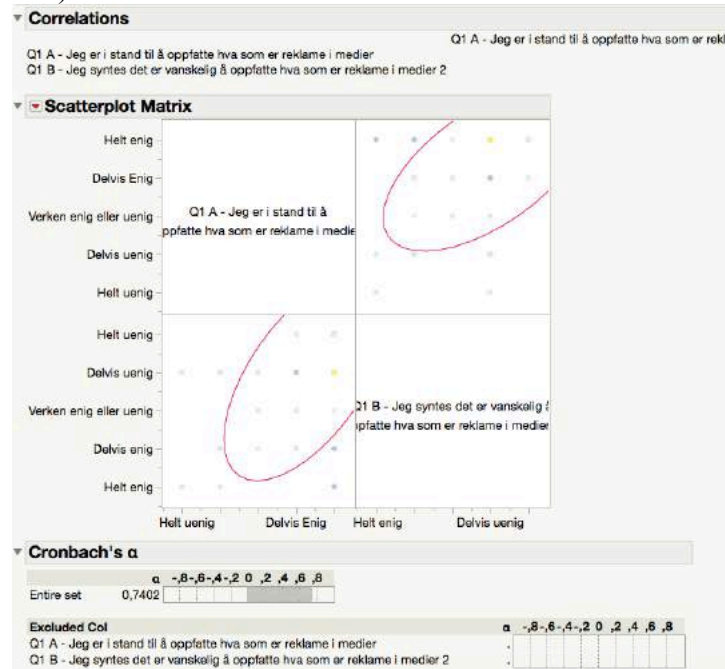 Correlations
Q1 A - Jeg er i stand til å oppfatte hva som er rekl
Q1 A - Jeg er i stand til å oppfatte hva som er reklame i medier
Q1 B - Jeg syntes det er vanskelig å oppfatte hva som er reklame i medier 2
Scatterplot Matrix
Helt enig
Delvis Enig
Verken enig eller uenig
Delvis uenig
Helt uenig
Q1 A - Jeg er i stand til å
ppfatte hva som er reklame i medie
Helt uenig
Delvis uenig
Verken enig eller uenig
Delvis enig
Helt enig
Q1 B - Jeg syntes det er vanskelig å
ppfatte hva som er reklame i medier
Helt uenig Delvis Enig Helt enig Delvis uenig
Cronbach's α
α -,8-,6-,4-,2 0 ,2 ,4 ,6 ,8
Entire set 0,7402
Excluded Col α -,8-,6-,4-,2 0 ,2 ,4 ,6 ,8
Q1 A - Jeg er i stand til å oppfatte hva som er reklame i medier .
Q1 B - Jeg syntes det er vanskelig å oppfatte hva som er reklame i medier 2 .